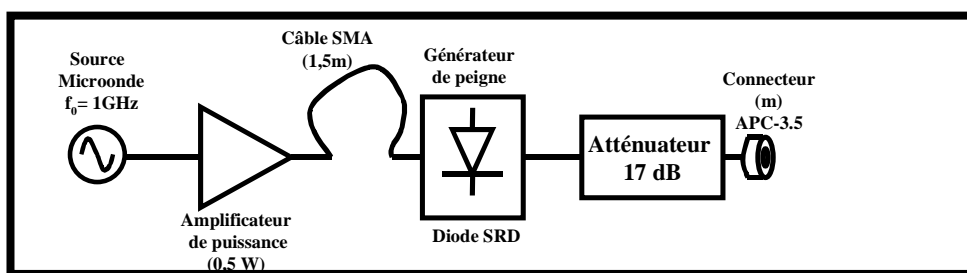 Source
Microonde
f0= 1GHz
Amplificateur
de puissance
(0,5 W)
Câble SMA
(1,5m)
Générateur
de peigne
Diode SRD
Atténuateur
17 dB
Connecteur
(m)
APC-3.5